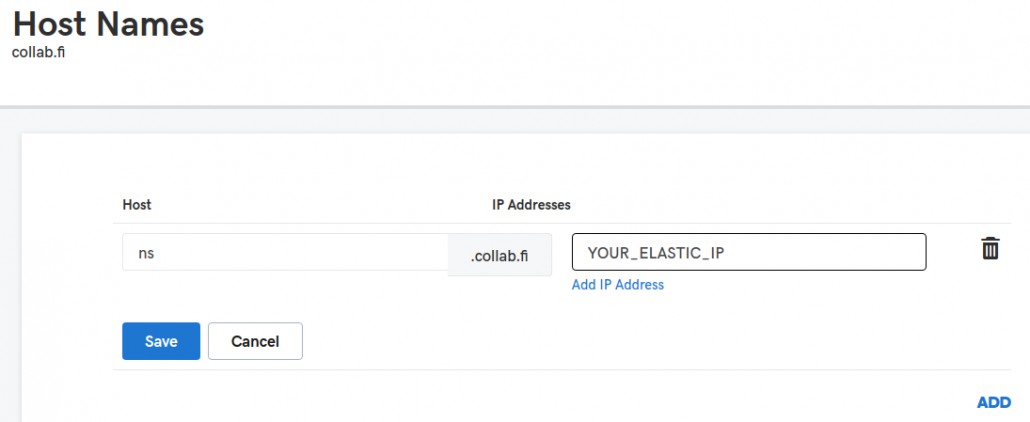 Host Names
collab.fi
Host IP Addresses
ns .collab.fi YOUR_ELASTIC_IP
Add IP Address
Save Cancel
ADD